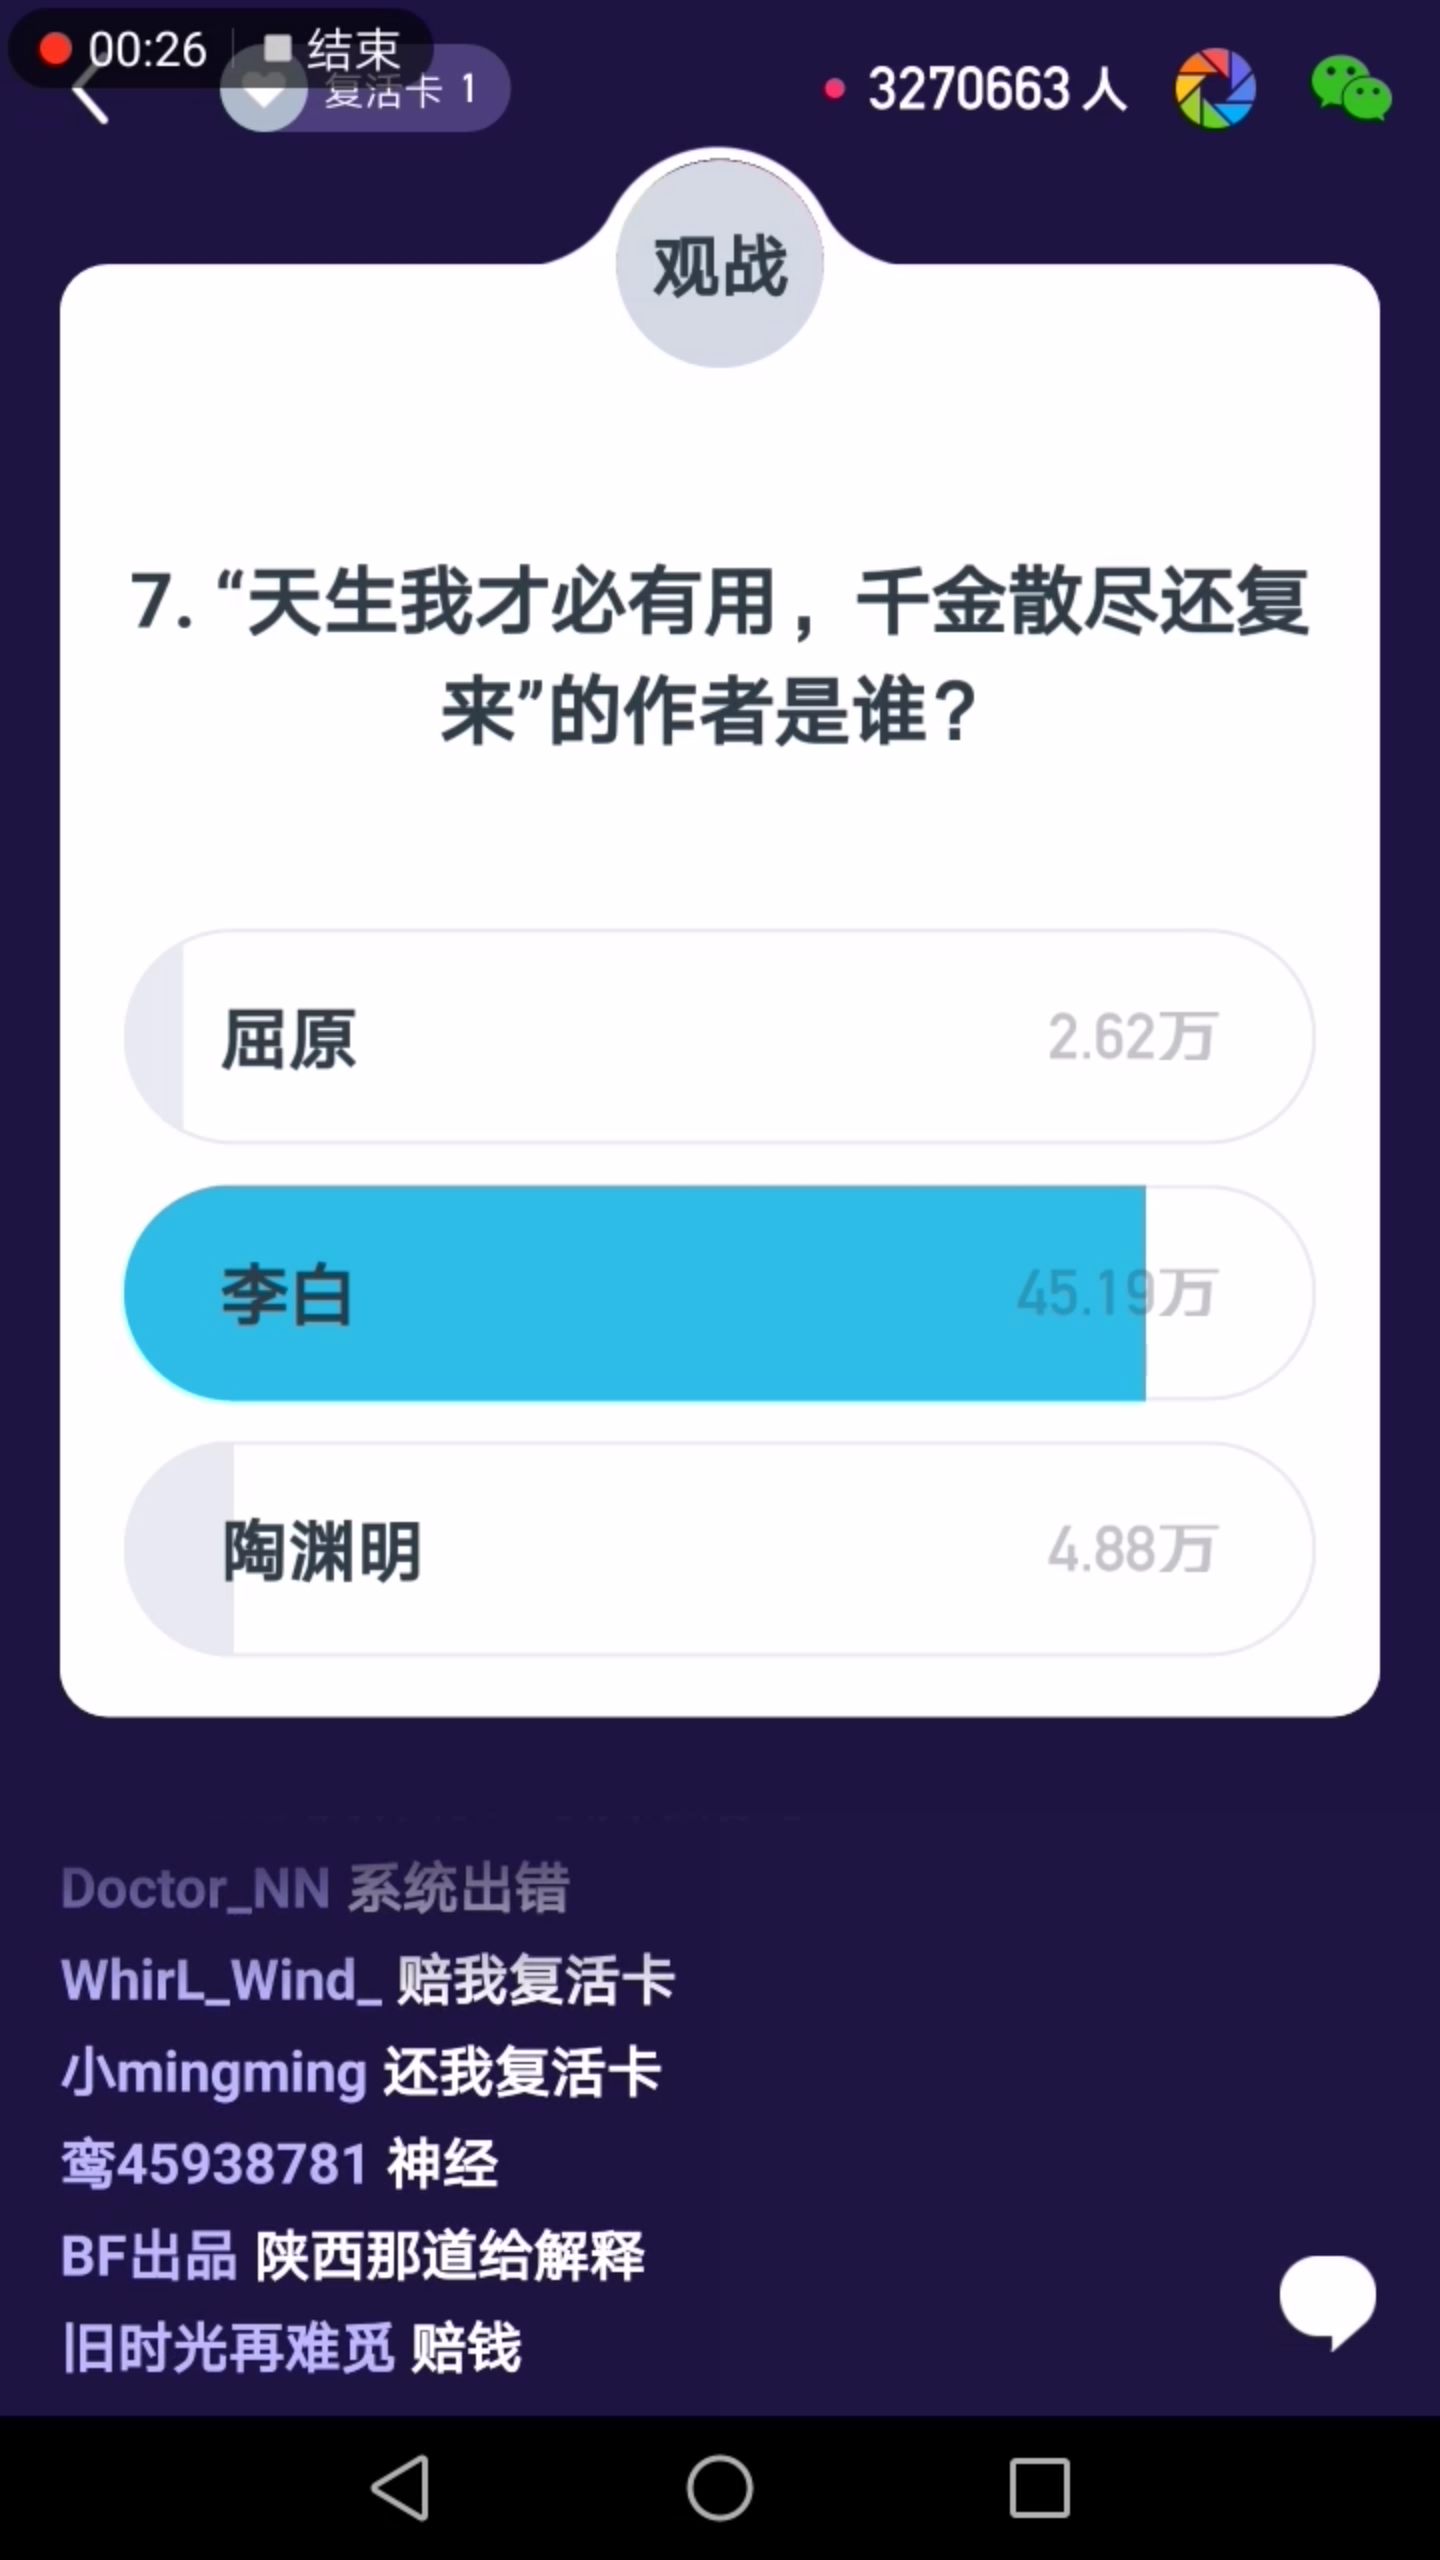 00:26 结束
复活卡 1
3270663 人
观战
7. “天生我才必有用，千金散尽还复
来”的作者是谁？
屈原 2.62万
李白 45.19万
陶渊明 4.88万
Doctor_NN 系统出错
WhirL_Wind_ 赔我复活卡
小mingming 还我复活卡
鸾45938781 神经
BF出品 陕西那道给解释
旧时光再难觅 赔钱